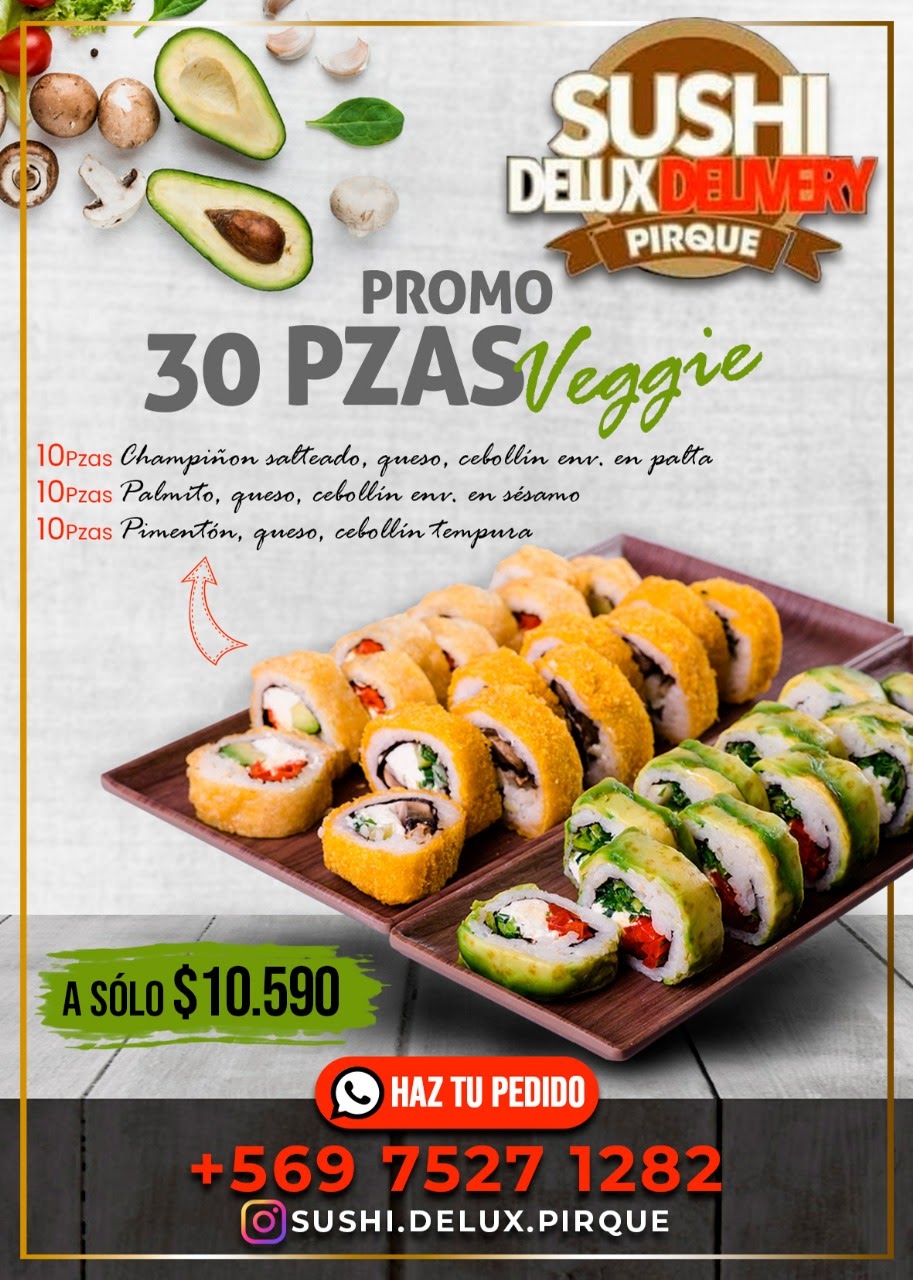 SUSHI
DELUX DELIVERY
PIRQUE
PROMO
30 PZAS Veggie
10Pzas Champiñon salteado, queso, cebollín env. en palta
10Pzas Palmito, queso, cebollín env. en sésamo
10Pzas Pimentón, queso, cebollín tempura
A SÓLO $10.590
HAZ TU PEDIDO
+569 7527 1282
SUSHI.DELUX.PIRQUE